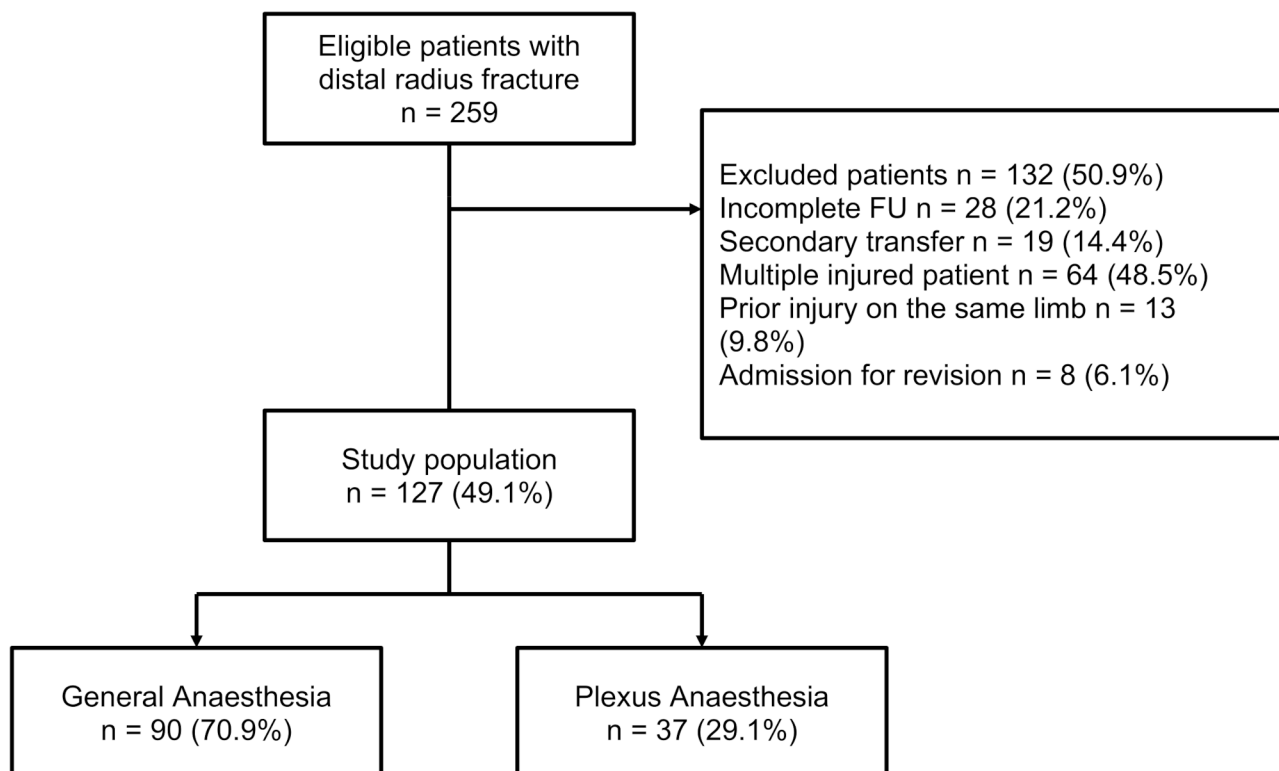 Eligible patients with
distal radius fracture
n = 259
Excluded patients n = 132 (50.9%)
Incomplete FU n = 28 (21.2%)
Secondary transfer n = 19 (14.4%)
Multiple injured patient n = 64 (48.5%)
Prior injury on the same limb n = 13
(9.8%)
Admission for revision n = 8 (6.1%)
Study population
n = 127 (49.1%)
General Anaesthesia
n = 90 (70.9%)
Plexus Anaesthesia
n = 37 (29.1%)